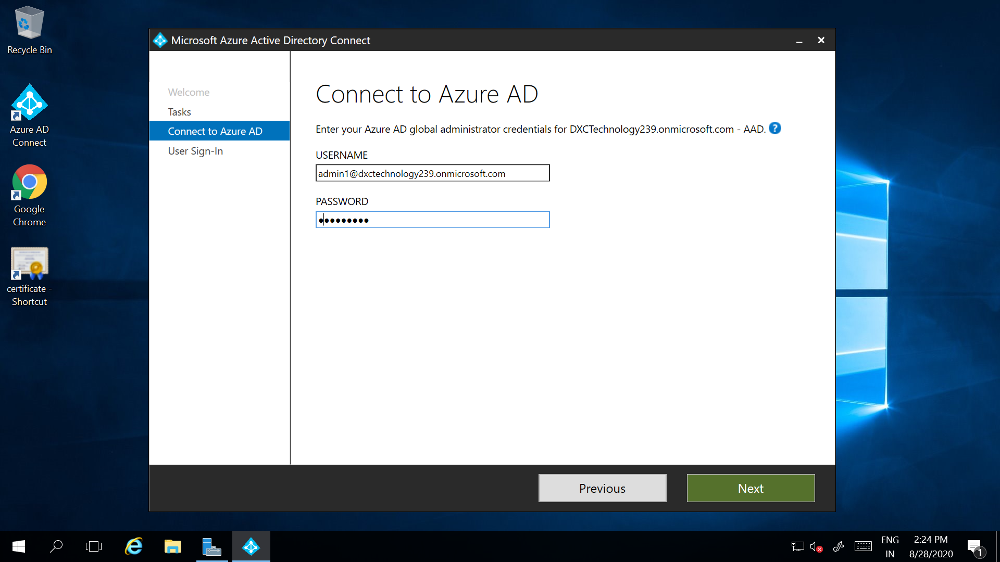 Recycle Bin
Azure AD
Connect
Google
Chrome
certificate -
Shortcut
Microsoft Azure Active Directory Connect
Welcome
Tasks
Connect to Azure AD
User Sign-In
Connect to Azure AD
Enter your Azure AD global administrator credentials for DXCTechnology239.onmicrosoft.com - AAD.
?
USERNAME
admin1@dxctechnology239.onmicrosoft.com
PASSWORD
●●●●●●●●●
Previous
Next
ENG
IN
2:24 PM
8/28/2020
1